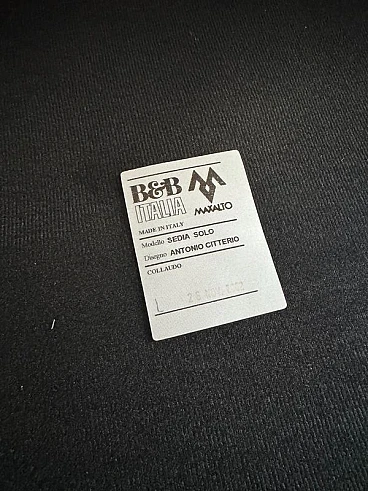 B&B
ITALIA
MAXALTO
MADE IN ITALY
Modello SEDIA SOLO
Disegno ANTONIO CITTERIO
COLLAUDO